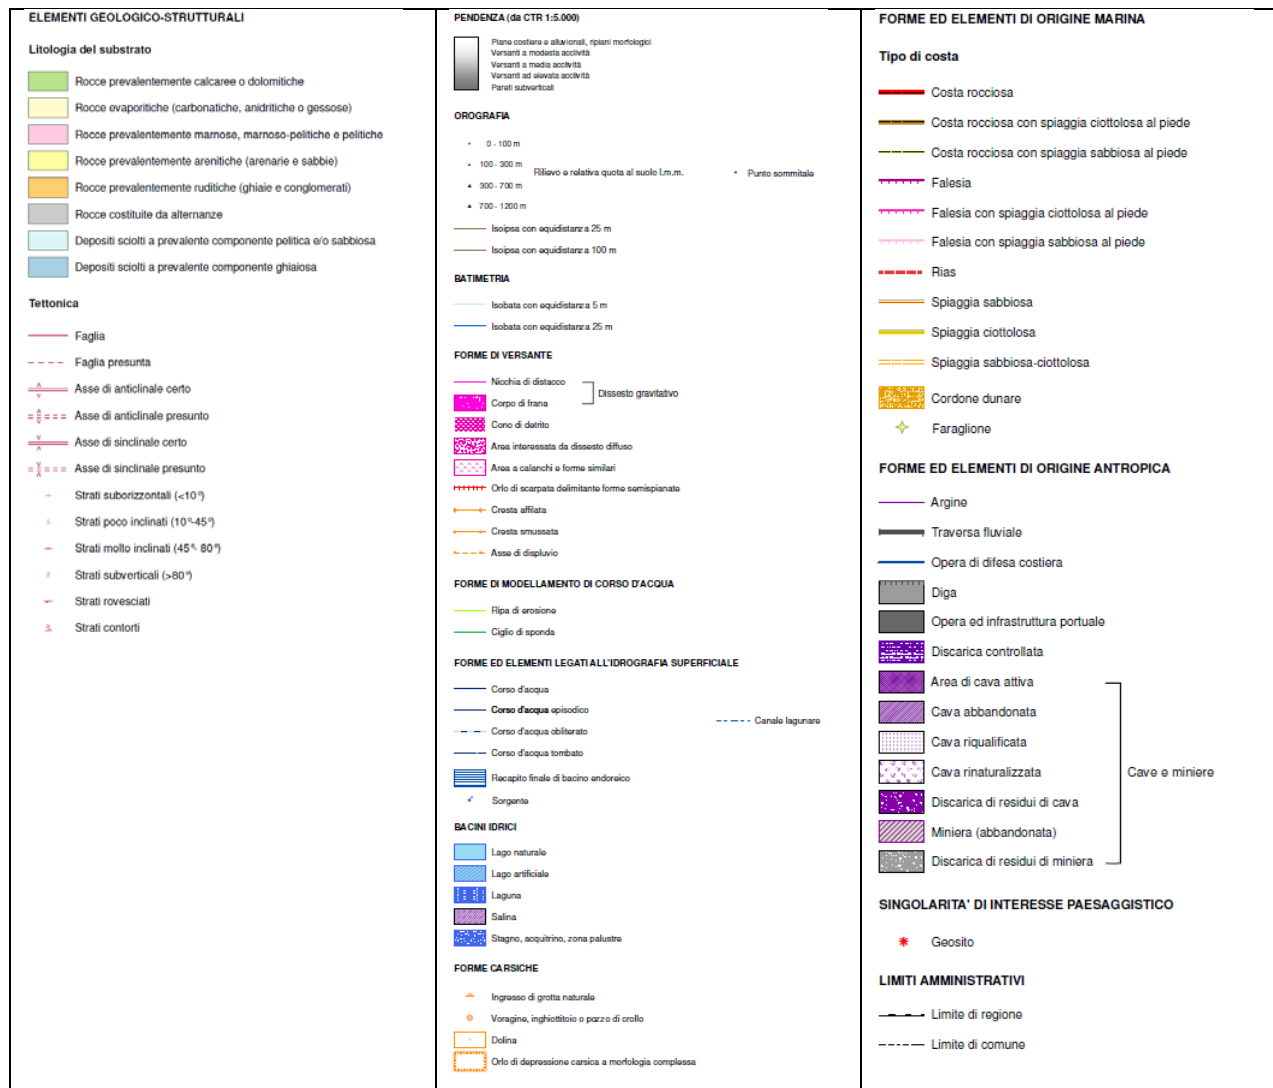 ELEMENTI GEOLOGICO-STRUTTURALI
Litologia del substrato
Rocce prevalentemente calcaree o dolomitiche
Rocce evaporitiche (carbonatiche, anidritiche o gessose)
Rocce prevalentemente marnose, marnoso-pelitiche e pelitiche
Rocce prevalentemente arenitiche (arenarie e sabbie)
Rocce prevalentemente ruditiche (ghiaie e conglomerati)
Rocce costituite da alternanze
Depositi sciolti a prevalente componente pelitica e/o sabbiosa
Depositi sciolti a prevalente componente ghiaiosa
Tettonica
Faglia
Faglia presunta
Asse di anticlinale certo
Asse di anticlinale presunto
Asse di sinclinale certo
Asse di sinclinale presunto
Strati suborizzontali (<10°)
Strati poco inclinati (10°-45°)
Strati molto inclinati (45°- 80°)
Strati subverticali (>80°)
Strati rovesciati
Strati contorti
PENDENZA (da CTR 1:5.000)
Piane costiere e alluvionali, ripiani morfologici
Versanti a modesta acclività
Versanti a media acclività
Versanti ad elevata acclività
Pareti subverticali
OROGRAFIA
0 - 100 m
100 - 300 m
300 - 700 m
700 - 1200 m
Rilievo e relativa quota al suolo l.m.m.
Punto sommitale
Isoipsa con equidistanza 25 m
Isoipsa con equidistanza 100 m
BATIMETRIA
Isobata con equidistanza 5 m
Isobata con equidistanza 25 m
FORME DI VERSANTE
Nicchia di distacco
Corpo di frana
Dissesto gravitativo
Cono di detrito
Area interessata da dissesto diffuso
Area a calanchi e forme similari
Orlo di scarpata delimitante forme semispianate
Cresta affilata
Cresta smussata
Asse di displuvio
FORME DI MODELLAMENTO DI CORSO D'ACQUA
Ripa di erosione
Ciglio di sponda
FORME ED ELEMENTI LEGATI ALL'IDROGRAFIA SUPERFICIALE
Corso d'acqua
Corso d'acqua episodico
Corso d'acqua obliterato
Corso d'acqua tombato
Canale lagunare
Recapito finale di bacino endoreico
Sorgente
BACINI IDRICI
Lago naturale
Lago artificiale
Laguna
Salina
Stagno, acquitrino, zona palustre
FORME CARSICHE
Ingresso di grotta naturale
Voragine, inghiottitoio o pozzo di crollo
Dolina
Orlo di depressione carsica a morfologia complessa
FORME ED ELEMENTI DI ORIGINE MARINA
Tipo di costa
Costa rocciosa
Costa rocciosa con spiaggia ciottolosa al piede
Costa rocciosa con spiaggia sabbiosa al piede
Falesia
Falesia con spiaggia ciottolosa al piede
Falesia con spiaggia sabbiosa al piede
Rias
Spiaggia sabbiosa
Spiaggia ciottolosa
Spiaggia sabbiosa-ciottolosa
Cordone dunare
Faraglione
FORME ED ELEMENTI DI ORIGINE ANTROPICA
Argine
Traversa fluviale
Opera di difesa costiera
Diga
Opera ed infrastruttura portuale
Discarica controllata
Area di cava attiva
Cava abbandonata
Cava riqualificata
Cava rinaturalizzata
Discarica di residui di cava
Miniera (abbandonata)
Discarica di residui di miniera
Cave e miniere
SINGOLARITA' DI INTERESSE PAESAGGISTICO
Geosito
LIMITI AMMINISTRATIVI
Limite di regione
Limite di comune